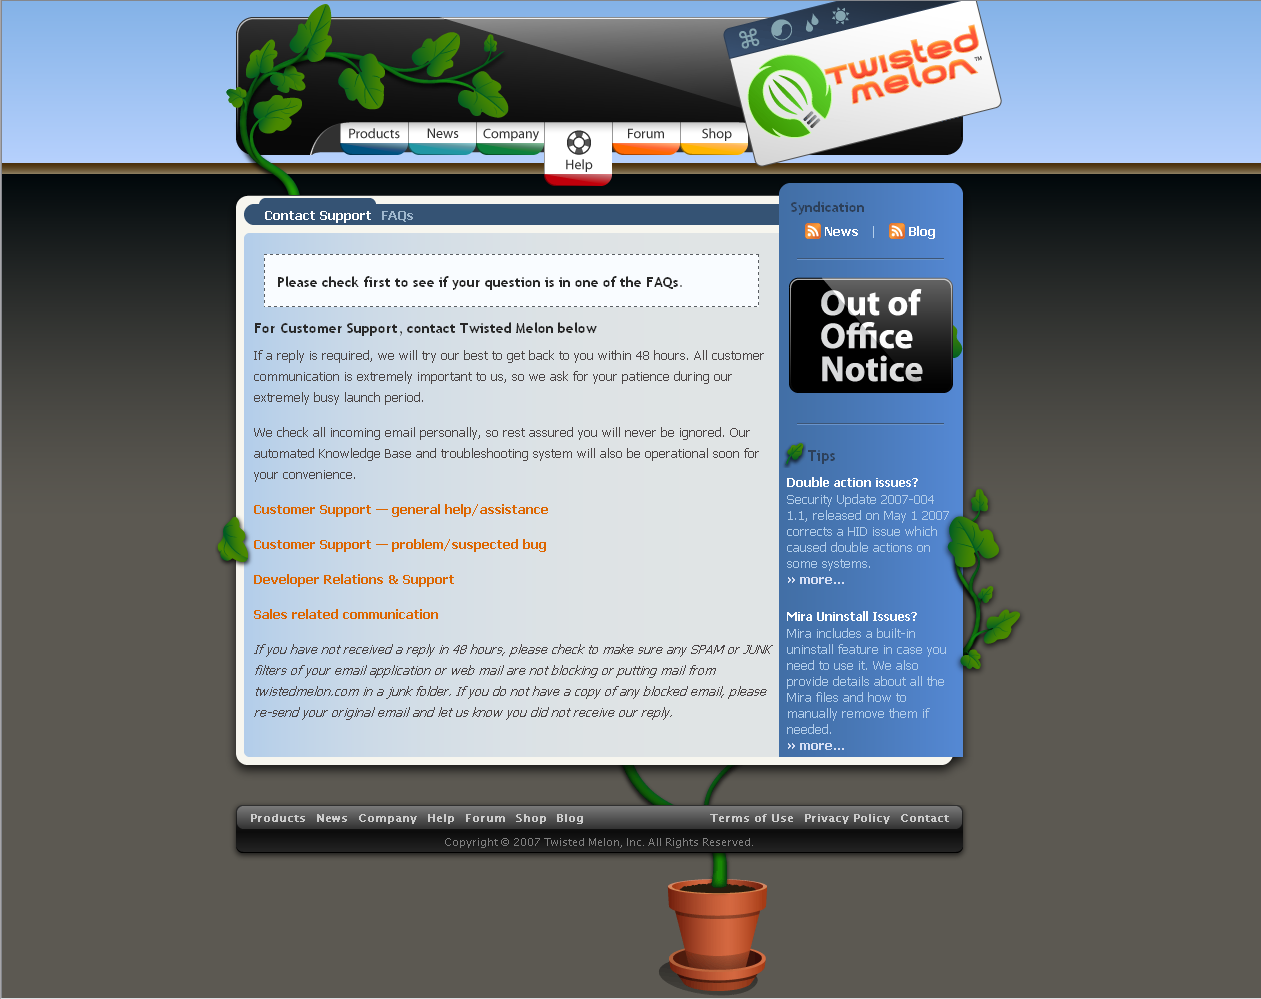 Twisted
melon™
Products News Company Help Forum Shop
Contact Support FAQs
Please check first to see if your question is in one of the FAQs.
For Customer Support, contact Twisted Melon below
If a reply is required, we will try our best to get back to you within 48 hours. All customer
communication is extremely important to us, so we ask for your patience during our
extremely busy launch period.
We check all incoming email personally, so rest assured you will never be ignored. Our
automated Knowledge Base and troubleshooting system will also be operational soon for
your convenience.
Customer Support — general help/assistance
Customer Support — problem/suspected bug
Developer Relations & Support
Sales related communication
If you have not received a reply in 48 hours, please check to make sure any SPAM or JUNK
filters of your email application or web mail are not blocking or putting mail from
twistedmelon.com in a junk folder. If you do not have a copy of any blocked email, please
re-send your original email and let us know you did not receive our reply.
Syndication
News | Blog
Out of
Office
Notice
Tips
Double action issues?
Security Update 2007-004
1.1, released on May 1 2007
corrects a HID issue which
caused double actions on
some systems.
» more...
Mira Uninstall Issues?
Mira includes a built-in
uninstall feature in case you
need to use it. We also
provide details about all the
Mira files and how to
manually remove them if
needed.
» more...
Products News Company Help Forum Shop Blog Terms of Use Privacy Policy Contact
Copyright © 2007 Twisted Melon, Inc. All Rights Reserved.